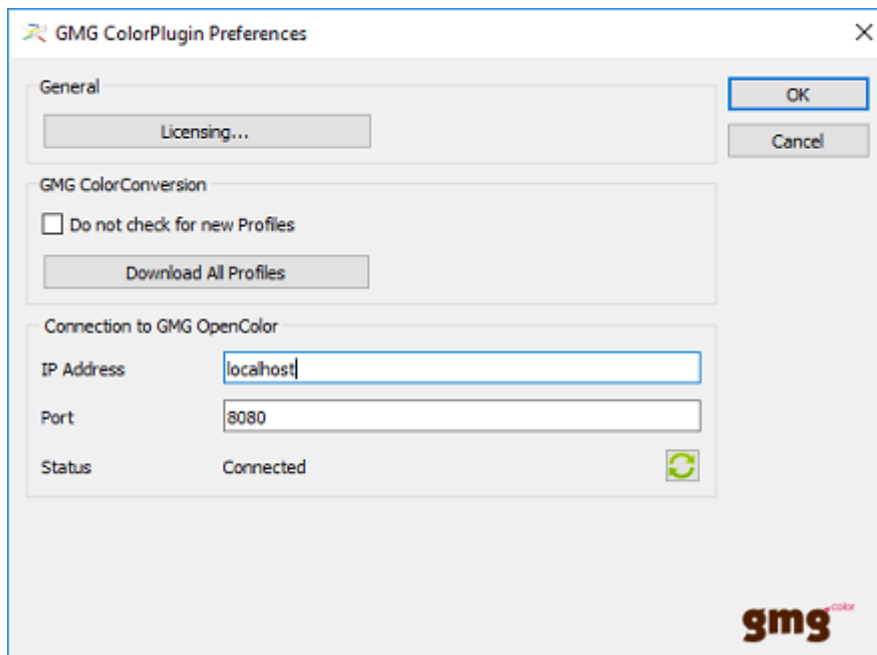 GMG ColorPlugin Preferences
General
Licensing...
OK
Cancel
GMG ColorConversion
Do not check for new Profiles
Download All Profiles
Connection to GMG OpenColor
IP Address localhost
Port 8080
Status Connected
gmg color